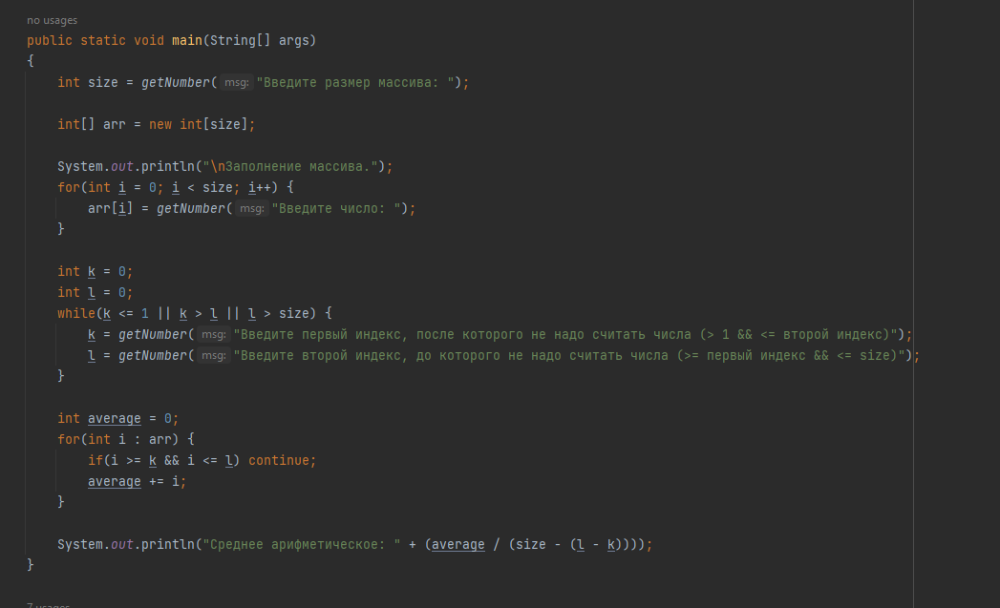 no usages
public static void main(String[] args)
{
int size = getNumber( msg: "Введите размер массива: ");
int[] arr = new int[size];
System.out.println("\nЗаполнение массива.");
for(int i = 0; i < size; i++) {
arr[i] = getNumber( msg: "Введите число: ");
}
int k = 0;
int l = 0;
while(k <= 1 || k > l || l > size) {
k = getNumber( msg: "Введите первый индекс, после которого не надо считать числа (> 1 && <= второй индекс)");
l = getNumber( msg: "Введите второй индекс, до которого не надо считать числа (>= первый индекс && <= size)");
}
int average = 0;
for(int i : arr) {
if(i >= k && i <= l) continue;
average += i;
}
System.out.println("Среднее арифметическое: " + (average / (size - (l - k))));
}
7 usages